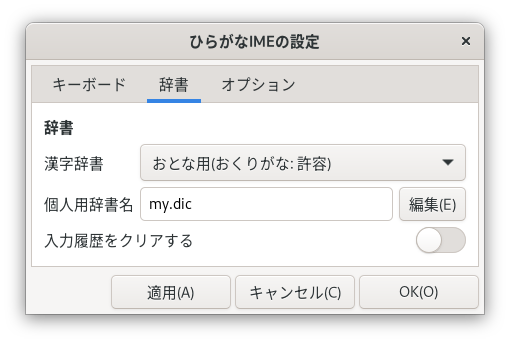 ひらがなIMEの設定
キーボード 辞書 オプション
辞書
漢字辞書 おとな用(おくりがな: 許容)
個人用辞書名 my.dic 編集(E)
入力履歴をクリアする
適用(A) キャンセル(C) OK(O)